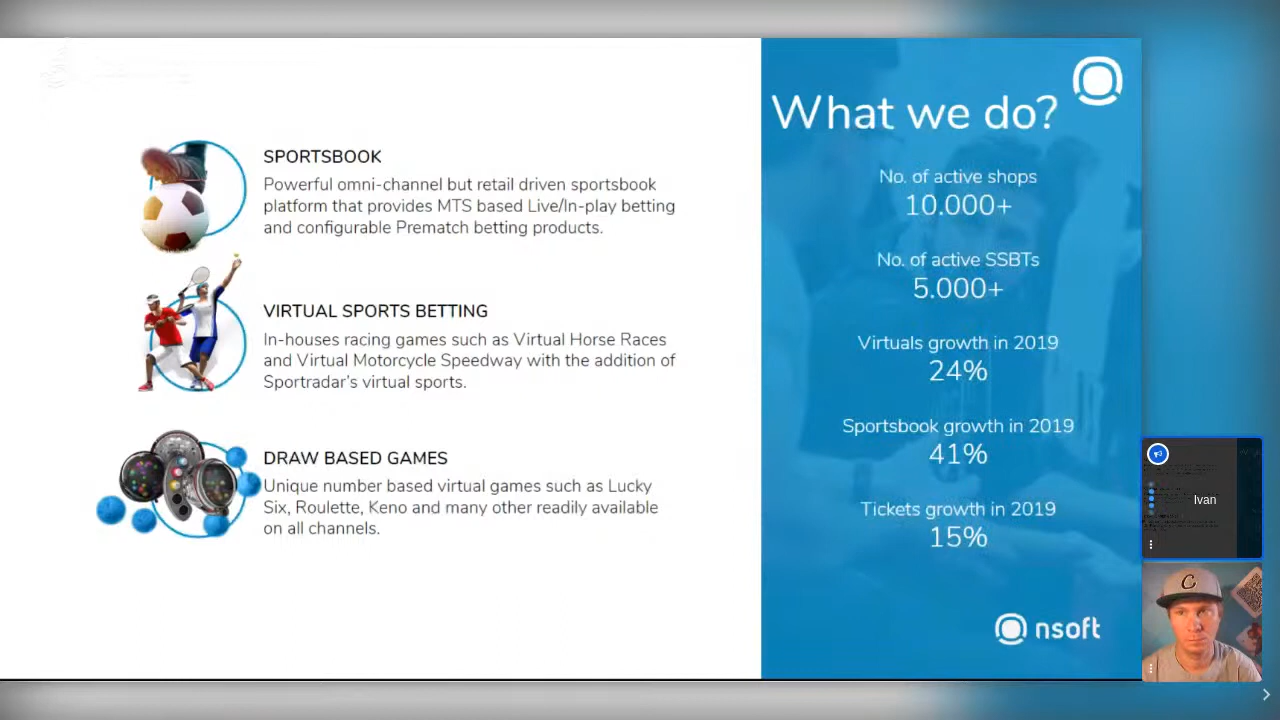 SPORTSBOOK
Powerful omni-channel but retail driven sportsbook
platform that provides MTS based Live/In-play betting
and configurable Prematch betting products.
VIRTUAL SPORTS BETTING
In-houses racing games such as Virtual Horse Races
and Virtual Motorcycle Speedway with the addition of
Sportradar's virtual sports.
DRAW BASED GAMES
Unique number based virtual games such as Lucky
Six, Roulette, Keno and many other readily available
on all channels.
What we do?
No. of active shops
10.000+
No. of active SSBTs
5.000+
Virtuals growth in 2019
24%
Sportsbook growth in 2019
41%
Tickets growth in 2019
15%
nsoft
Ivan
C